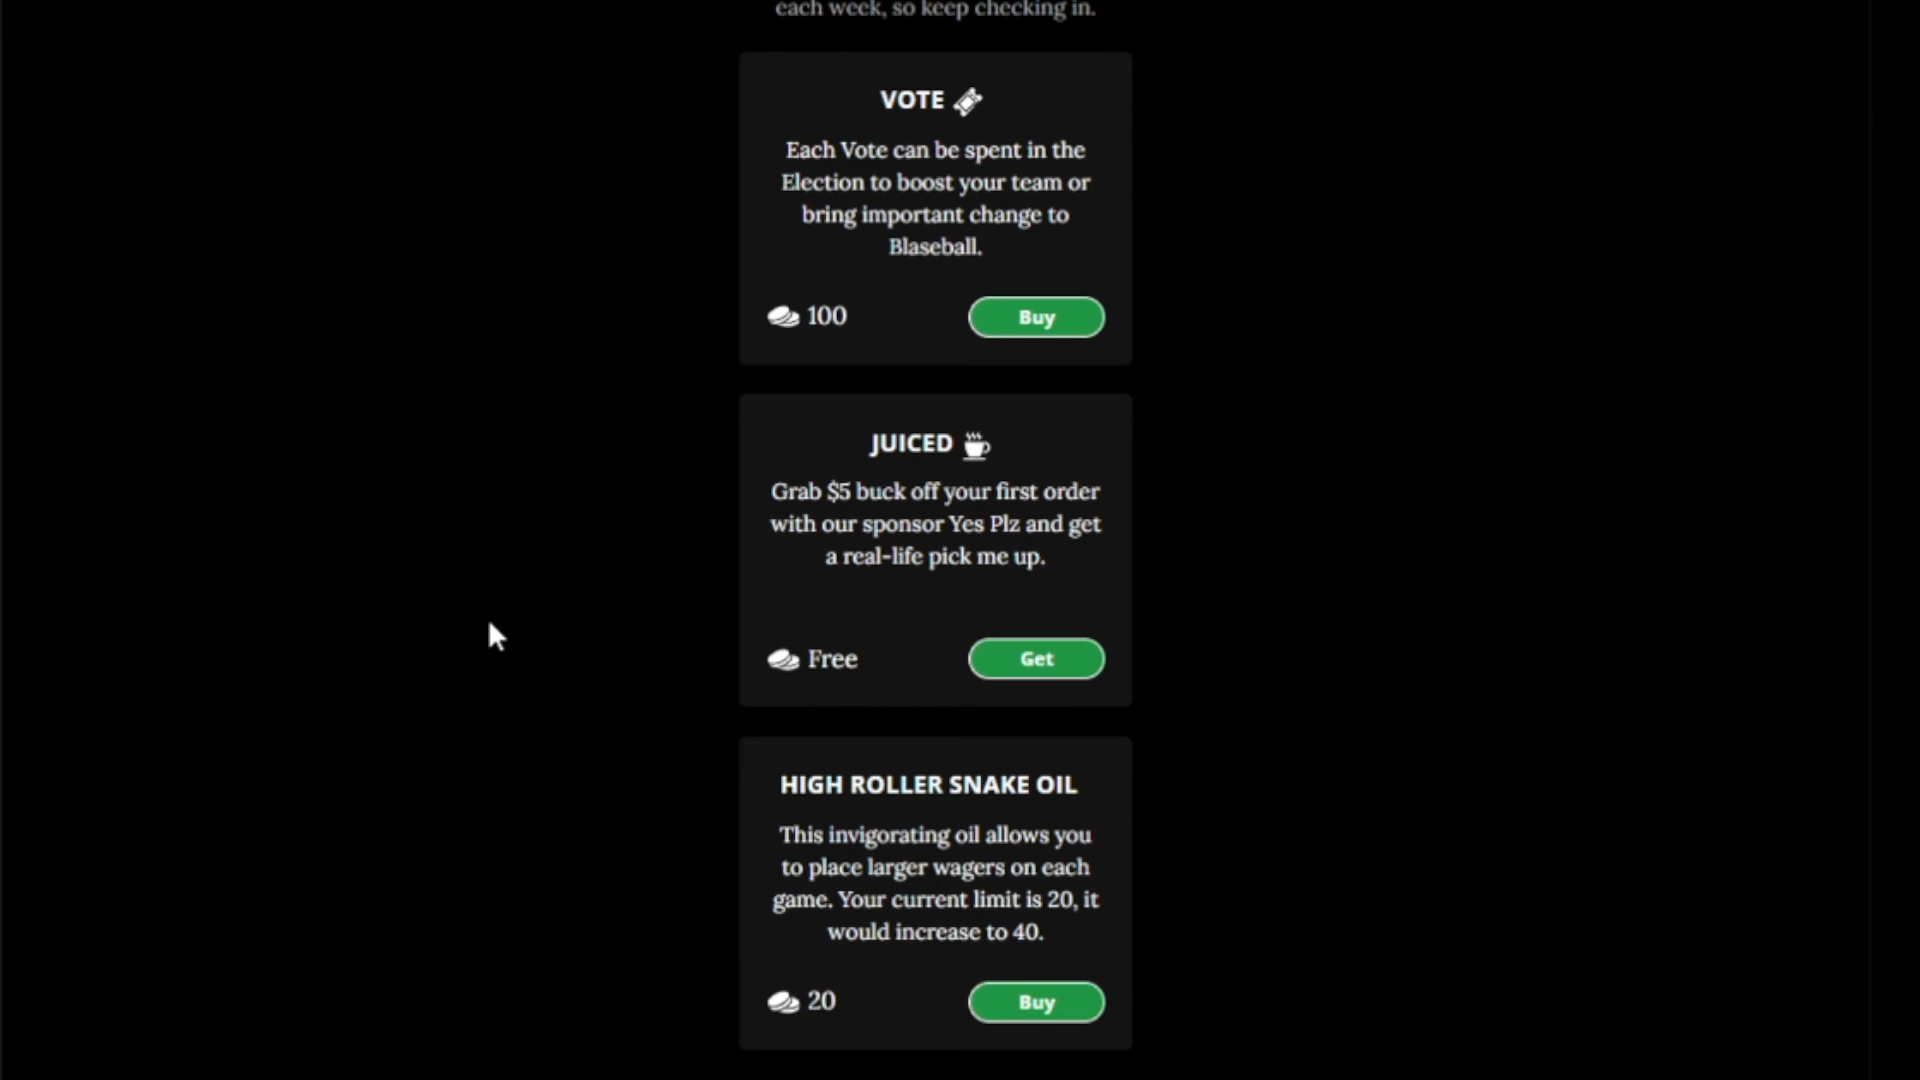 each week, so keep checking in.
VOTE
Each Vote can be spent in the
Election to boost your team or
bring important change to
Blaseball.
100
Buy
JUICED
Grab $5 buck off your first order
with our sponsor Yes Plz and get
a real-life pick me up.
Free
Get
HIGH ROLLER SNAKE OIL
This invigorating oil allows you
to place larger wagers on each
game. Your current limit is 20, it
would increase to 40.
20
Buy